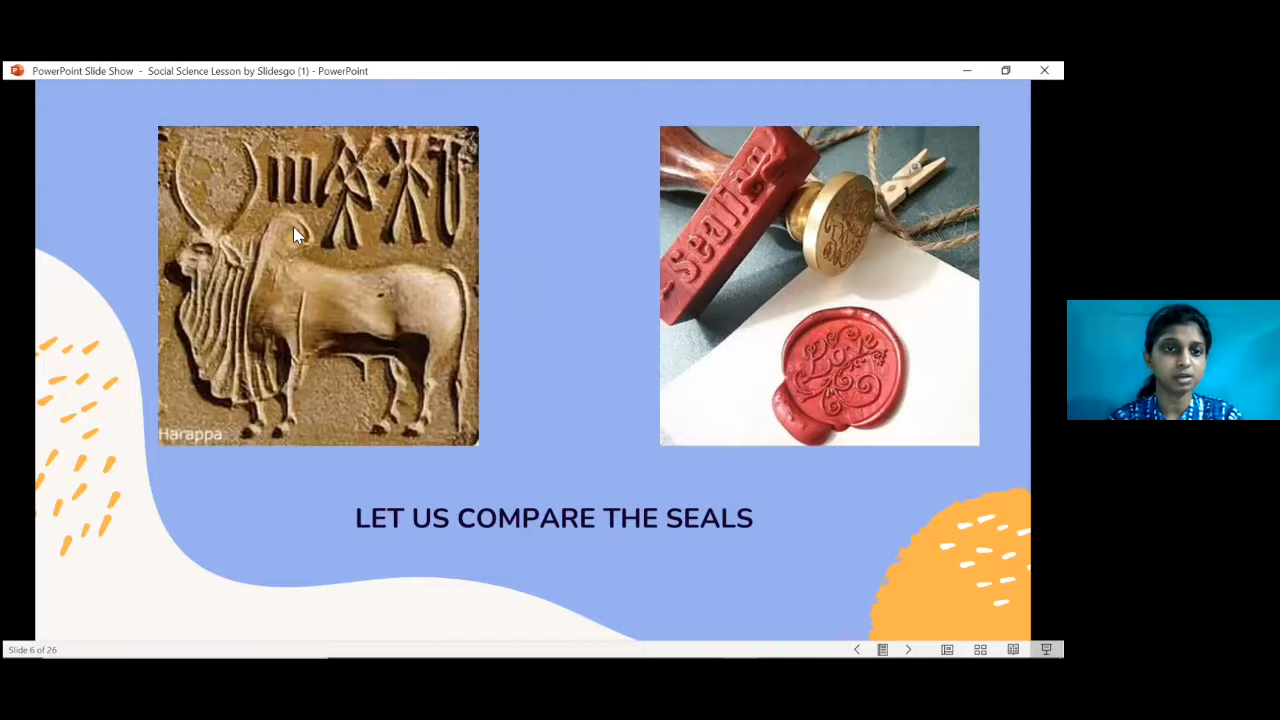 PowerPoint Slide Show - Social Science Lesson by Slidesgo (1) - PowerPoint
Harappa
Sealing
Love
LET US COMPARE THE SEALS
Slide 6 of 26